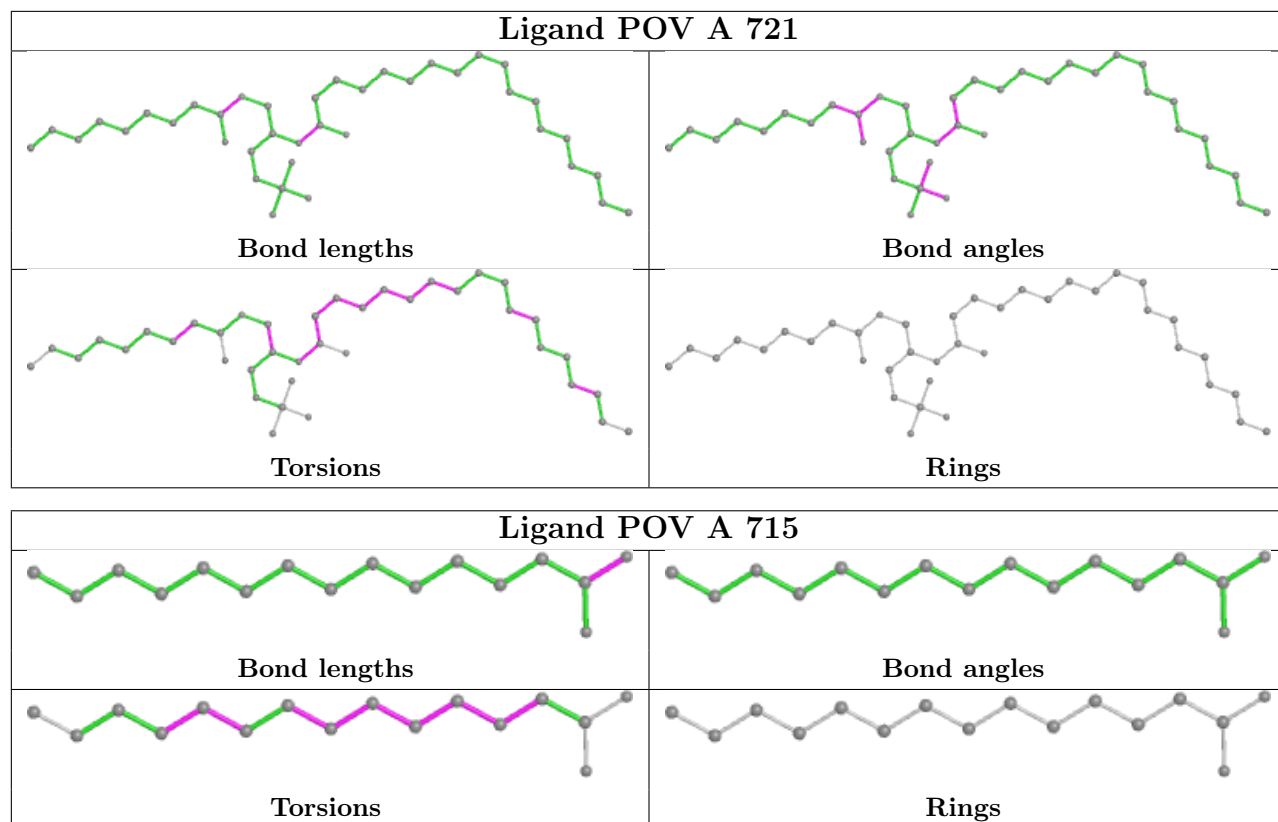 Ligand POV A 721
Bond lengths
Bond angles
Torsions
Rings
Ligand POV A 715
Bond lengths
Bond angles
Torsions
Rings